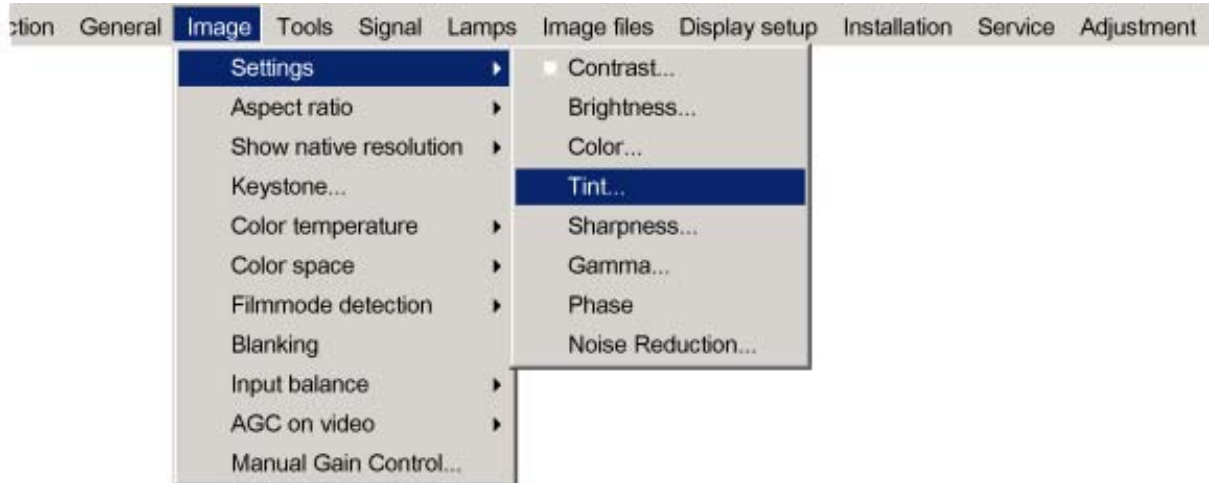 ction General Image Tools Signal Lamps Image files Display setup Installation Service Adjustment
Settings
Aspect ratio
Show native resolution
Keystone...
Color temperature
Color space
Filmmode detection
Blanking
Input balance
AGC on video
Manual Gain Control...
Contrast...
Brightness...
Color...
Tint...
Sharpness...
Gamma...
Phase
Noise Reduction...